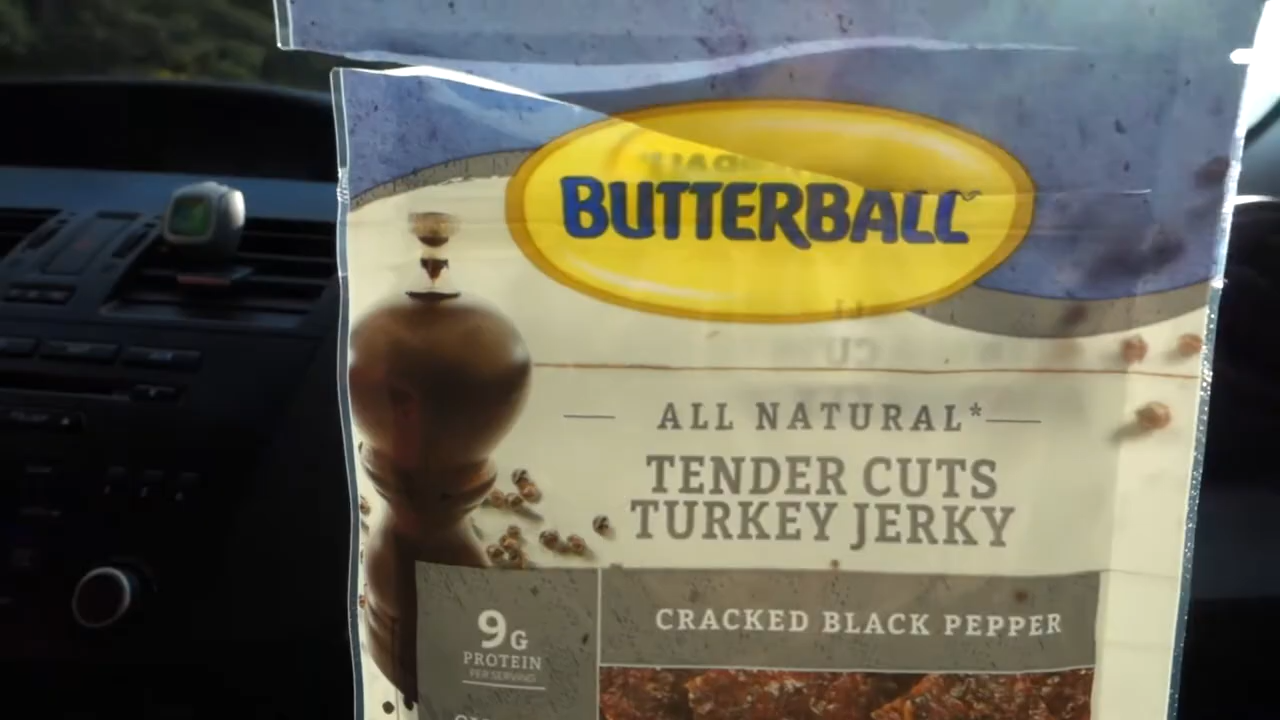 BUTTERBALL
ALL NATURAL*
TENDER CUTS
TURKEY JERKY
CRACKED BLACK PEPPER
9G
PROTEIN
PER SERVING